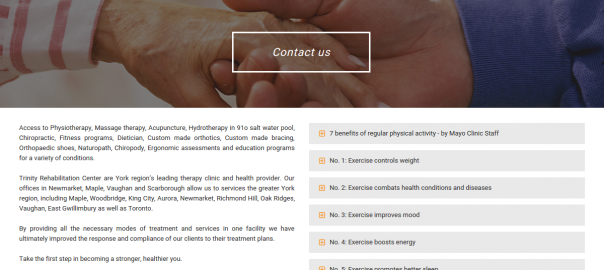 Contact us
Access to Physiotherapy, Massage therapy, Acupuncture, Hydrotherapy in 91o salt water pool,
Chiropractic, Fitness programs, Dietician, Custom made orthotics, Custom made bracing,
Orthopaedic shoes, Naturopath, Chiropody, Ergonomic assessments and education programs
for a variety of conditions.
Trinity Rehabilitation Center are York region's leading therapy clinic and health provider. Our
offices in Newmarket, Maple, Vaughan and Scarborough allow us to services the greater York
region; including Maple, Woodbridge, King City, Aurora, Newmarket, Richmond Hill, Oak Ridges,
Vaughan, East Gwillimbury as well as Toronto.
By providing all the necessary modes of treatment and services in one facility we have
ultimately improved the response and compliance of our clients to their treatment plans.
Take the first step in becoming a stronger, healthier you.
7 benefits of regular physical activity - by Mayo Clinic Staff
No. 1: Exercise controls weight
No. 2: Exercise combats health conditions and diseases
No. 3: Exercise improves mood
No. 4: Exercise boosts energy
No. 5: Exercise promotes better sleep